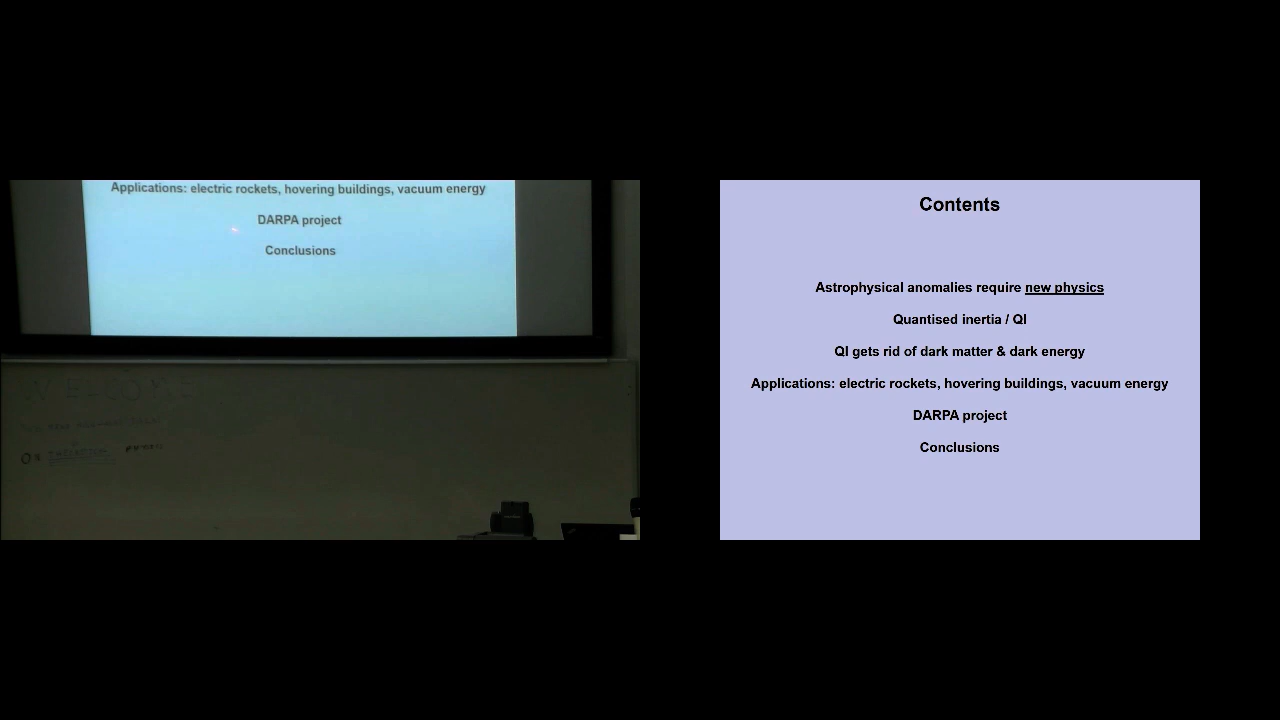 Applications: electric rockets, hovering buildings, vacuum energy
DARPA project
Conclusions
WELCOME
Contents
Astrophysical anomalies require new physics
Quantised inertia / QI
QI gets rid of dark matter & dark energy
Applications: electric rockets, hovering buildings, vacuum energy
DARPA project
Conclusions